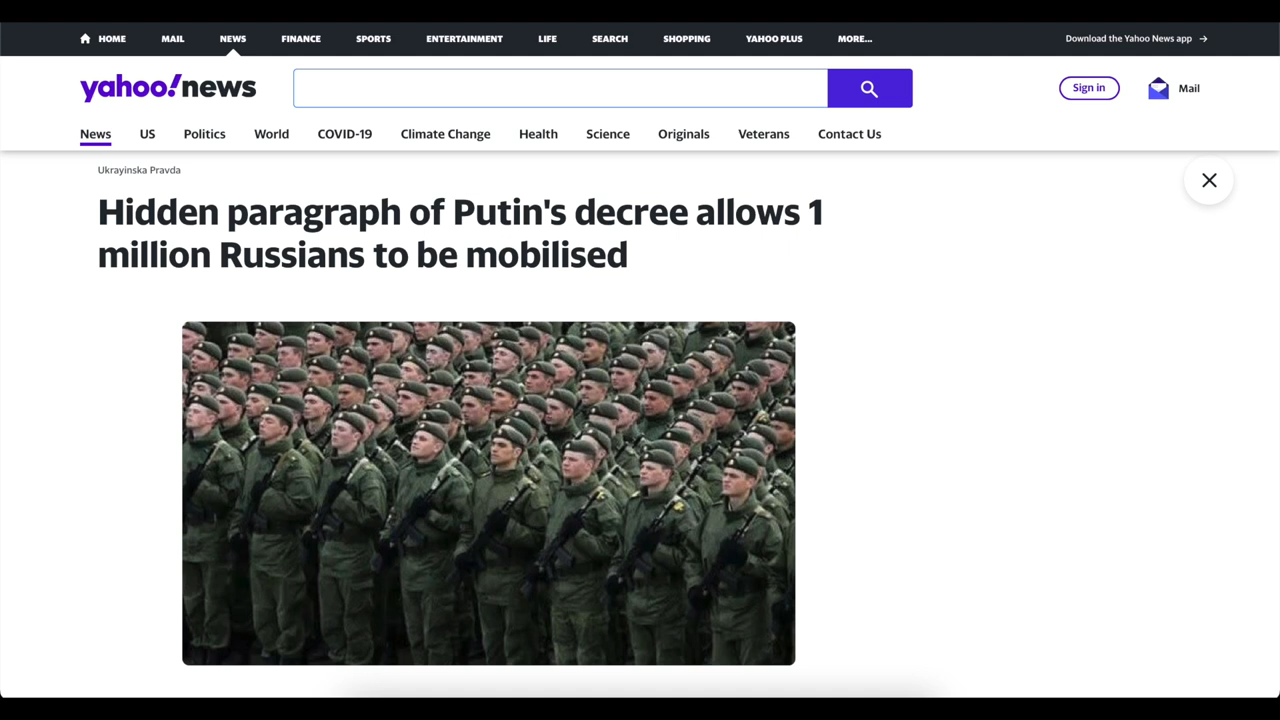 HOME MAIL NEWS FINANCE SPORTS ENTERTAINMENT LIFE SEARCH SHOPPING YAHOO PLUS MORE... Download the Yahoo News app →
yahoo!news Sign in Mail
News US Politics World COVID-19 Climate Change Health Science Originals Veterans Contact Us
Ukrayinska Pravda
Hidden paragraph of Putin's decree allows 1
million Russians to be mobilised